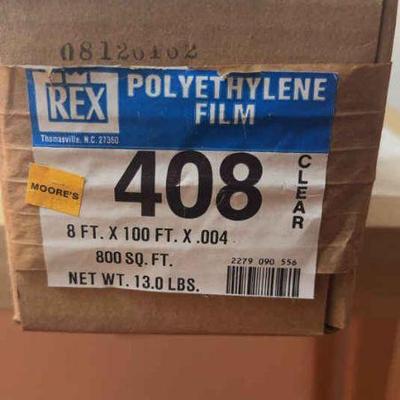 08120102
REX
POLYETHYLENE
FILM
Thomasville, N.C. 27360
MOORE'S
408
CLEAR
8 FT. X 100 FT. X .004
800 SQ. FT.
NET WT. 13.0 LBS.
2279 090 556